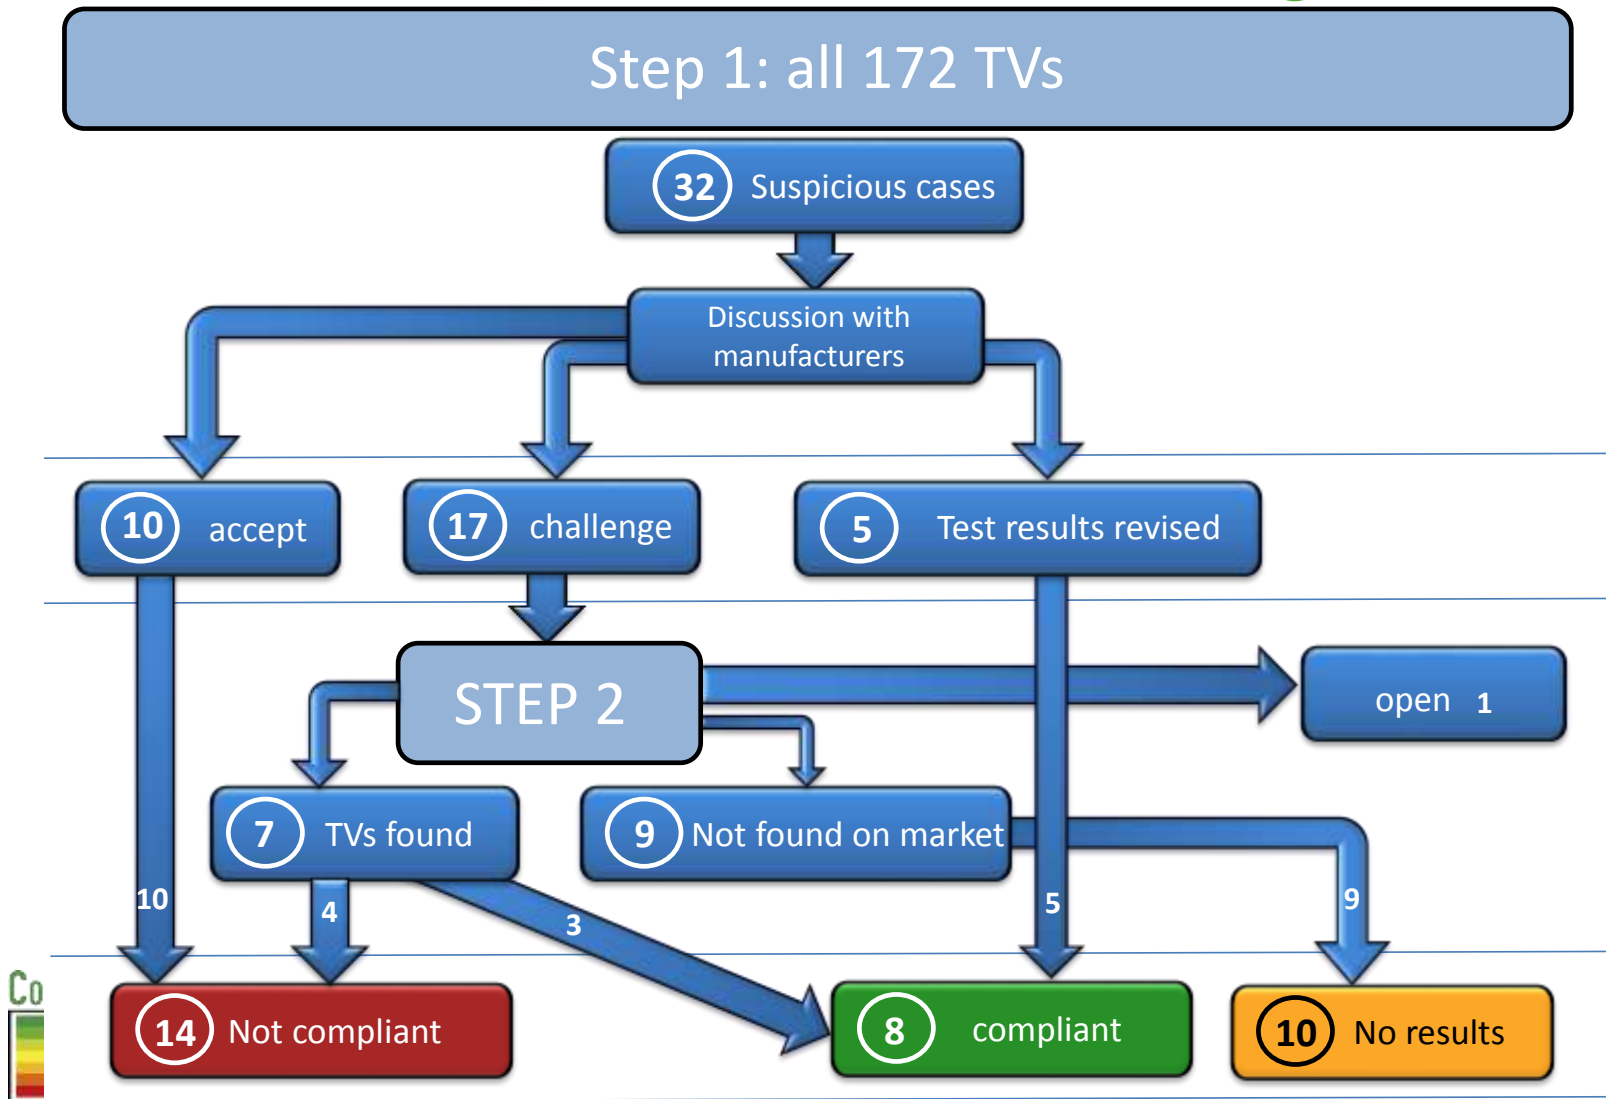 Step 1: all 172 TVs
32 Suspicious cases
Discussion with
manufacturers
10 accept
17 challenge
5 Test results revised
STEP 2
open 1
7 TVs found
9 Not found on market
10
4
3
5
9
Co
14 Not compliant
8 compliant
10 No results